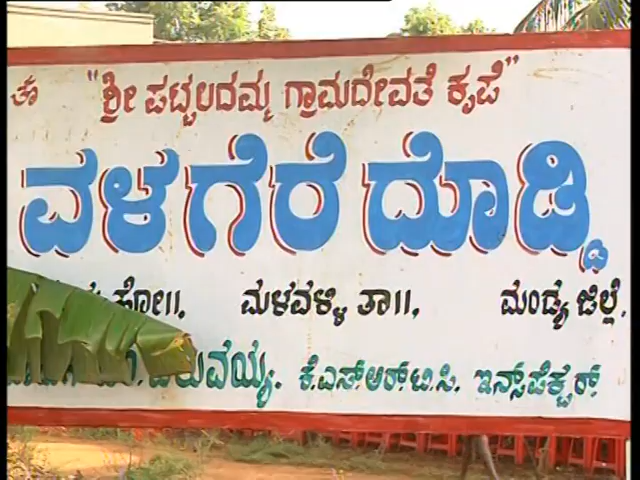 "ಶ್ರೀ ಪಟ್ಟಲದಮ್ಮ ಗ್ರಾಮದೇವತೆ ಕೃಪೆ"
ವಳಗೆರೆ ದೊಡ್ಡಿ
ಹೋ॥, ಮಳವಳ್ಳಿ ತಾ॥, ಮಂಡ್ಯ ಜಿಲ್ಲೆ.
ಕೆ.ಎಸ್.ಆರ್.ಟಿ.ಸಿ. ಇನ್ಸ್‌ಪೆಕ್ಟರ್.